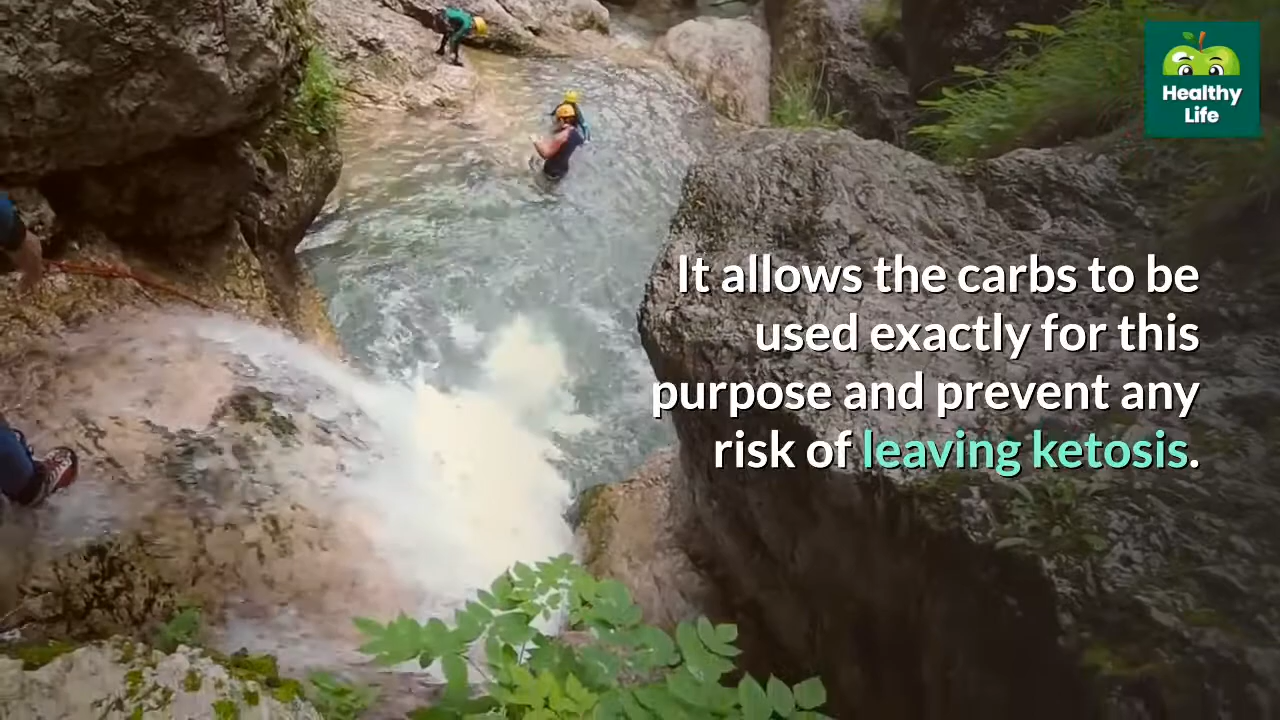 Healthy
Life
It allows the carbs to be
used exactly for this
purpose and prevent any
risk of leaving ketosis.